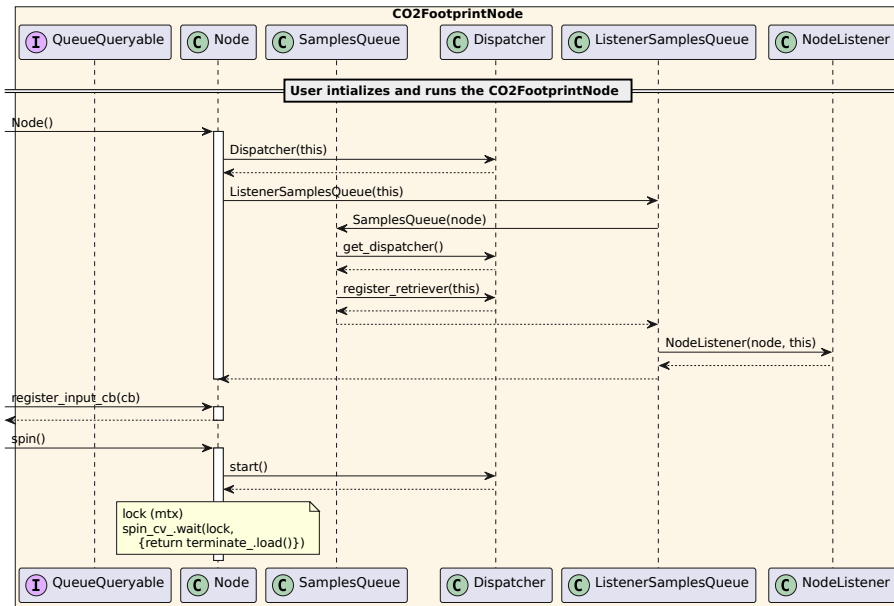 CO2FootprintNode
I QueueQueryable C Node C SamplesQueue C Dispatcher C ListenerSamplesQueue C NodeListener
User intializes and runs the CO2FootprintNode
Node()
Dispatcher(this)
ListenerSamplesQueue(this)
SamplesQueue(node)
get_dispatcher()
register_retriever(this)
NodeListener(node, this)
register_input_cb(cb)
spin()
start()
lock (mtx)
spin_cv_.wait(lock,
{return terminate_.load()})
I QueueQueryable C Node C SamplesQueue C Dispatcher C ListenerSamplesQueue C NodeListener